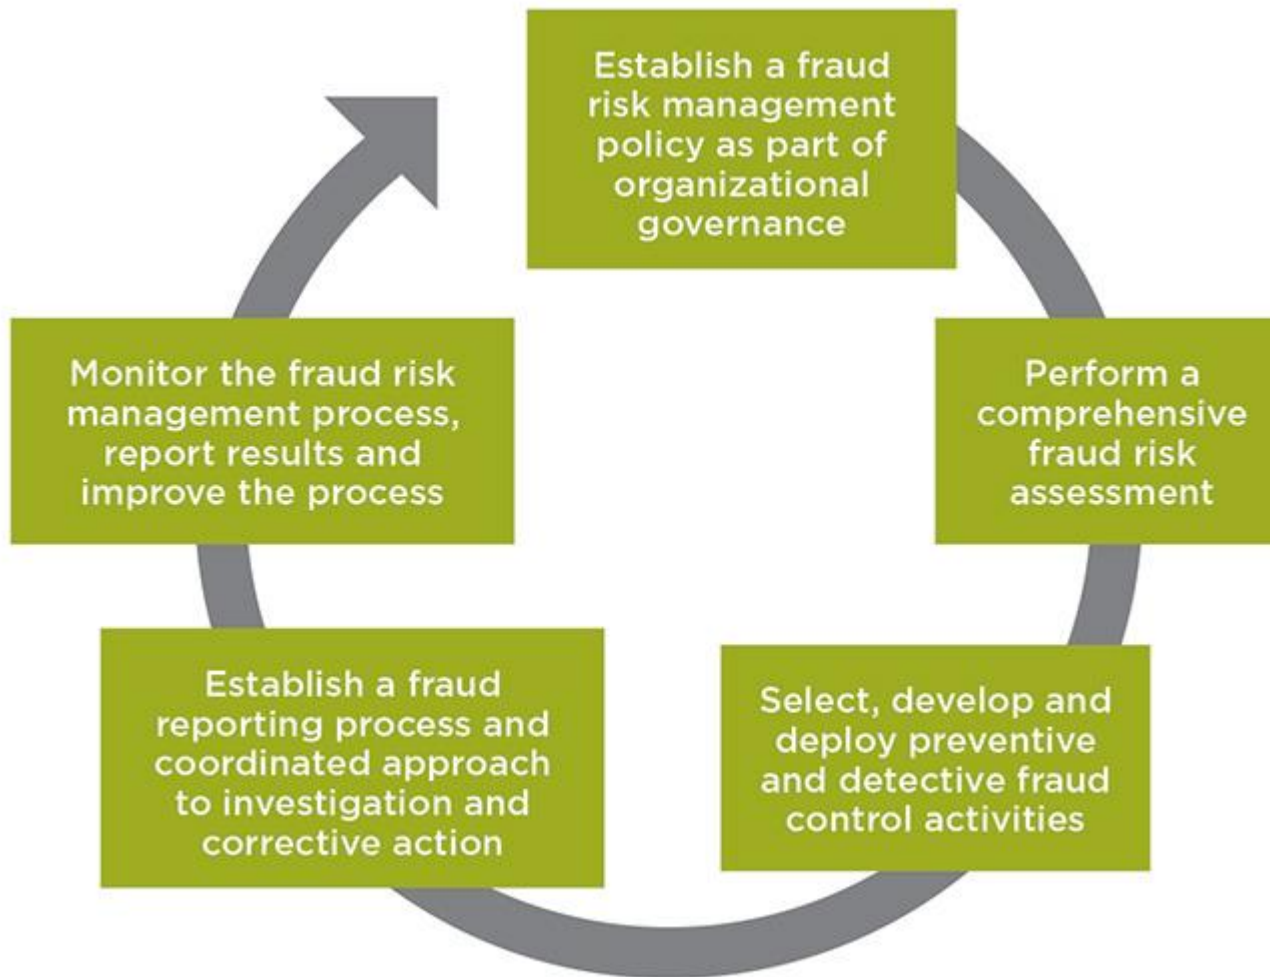 Establish a fraud
risk management
policy as part of
organizational
governance
Perform a
comprehensive
fraud risk
assessment
Select, develop and
deploy preventive
and detective fraud
control activities
Establish a fraud
reporting process and
coordinated approach
to investigation and
corrective action
Monitor the fraud risk
management process,
report results and
improve the process